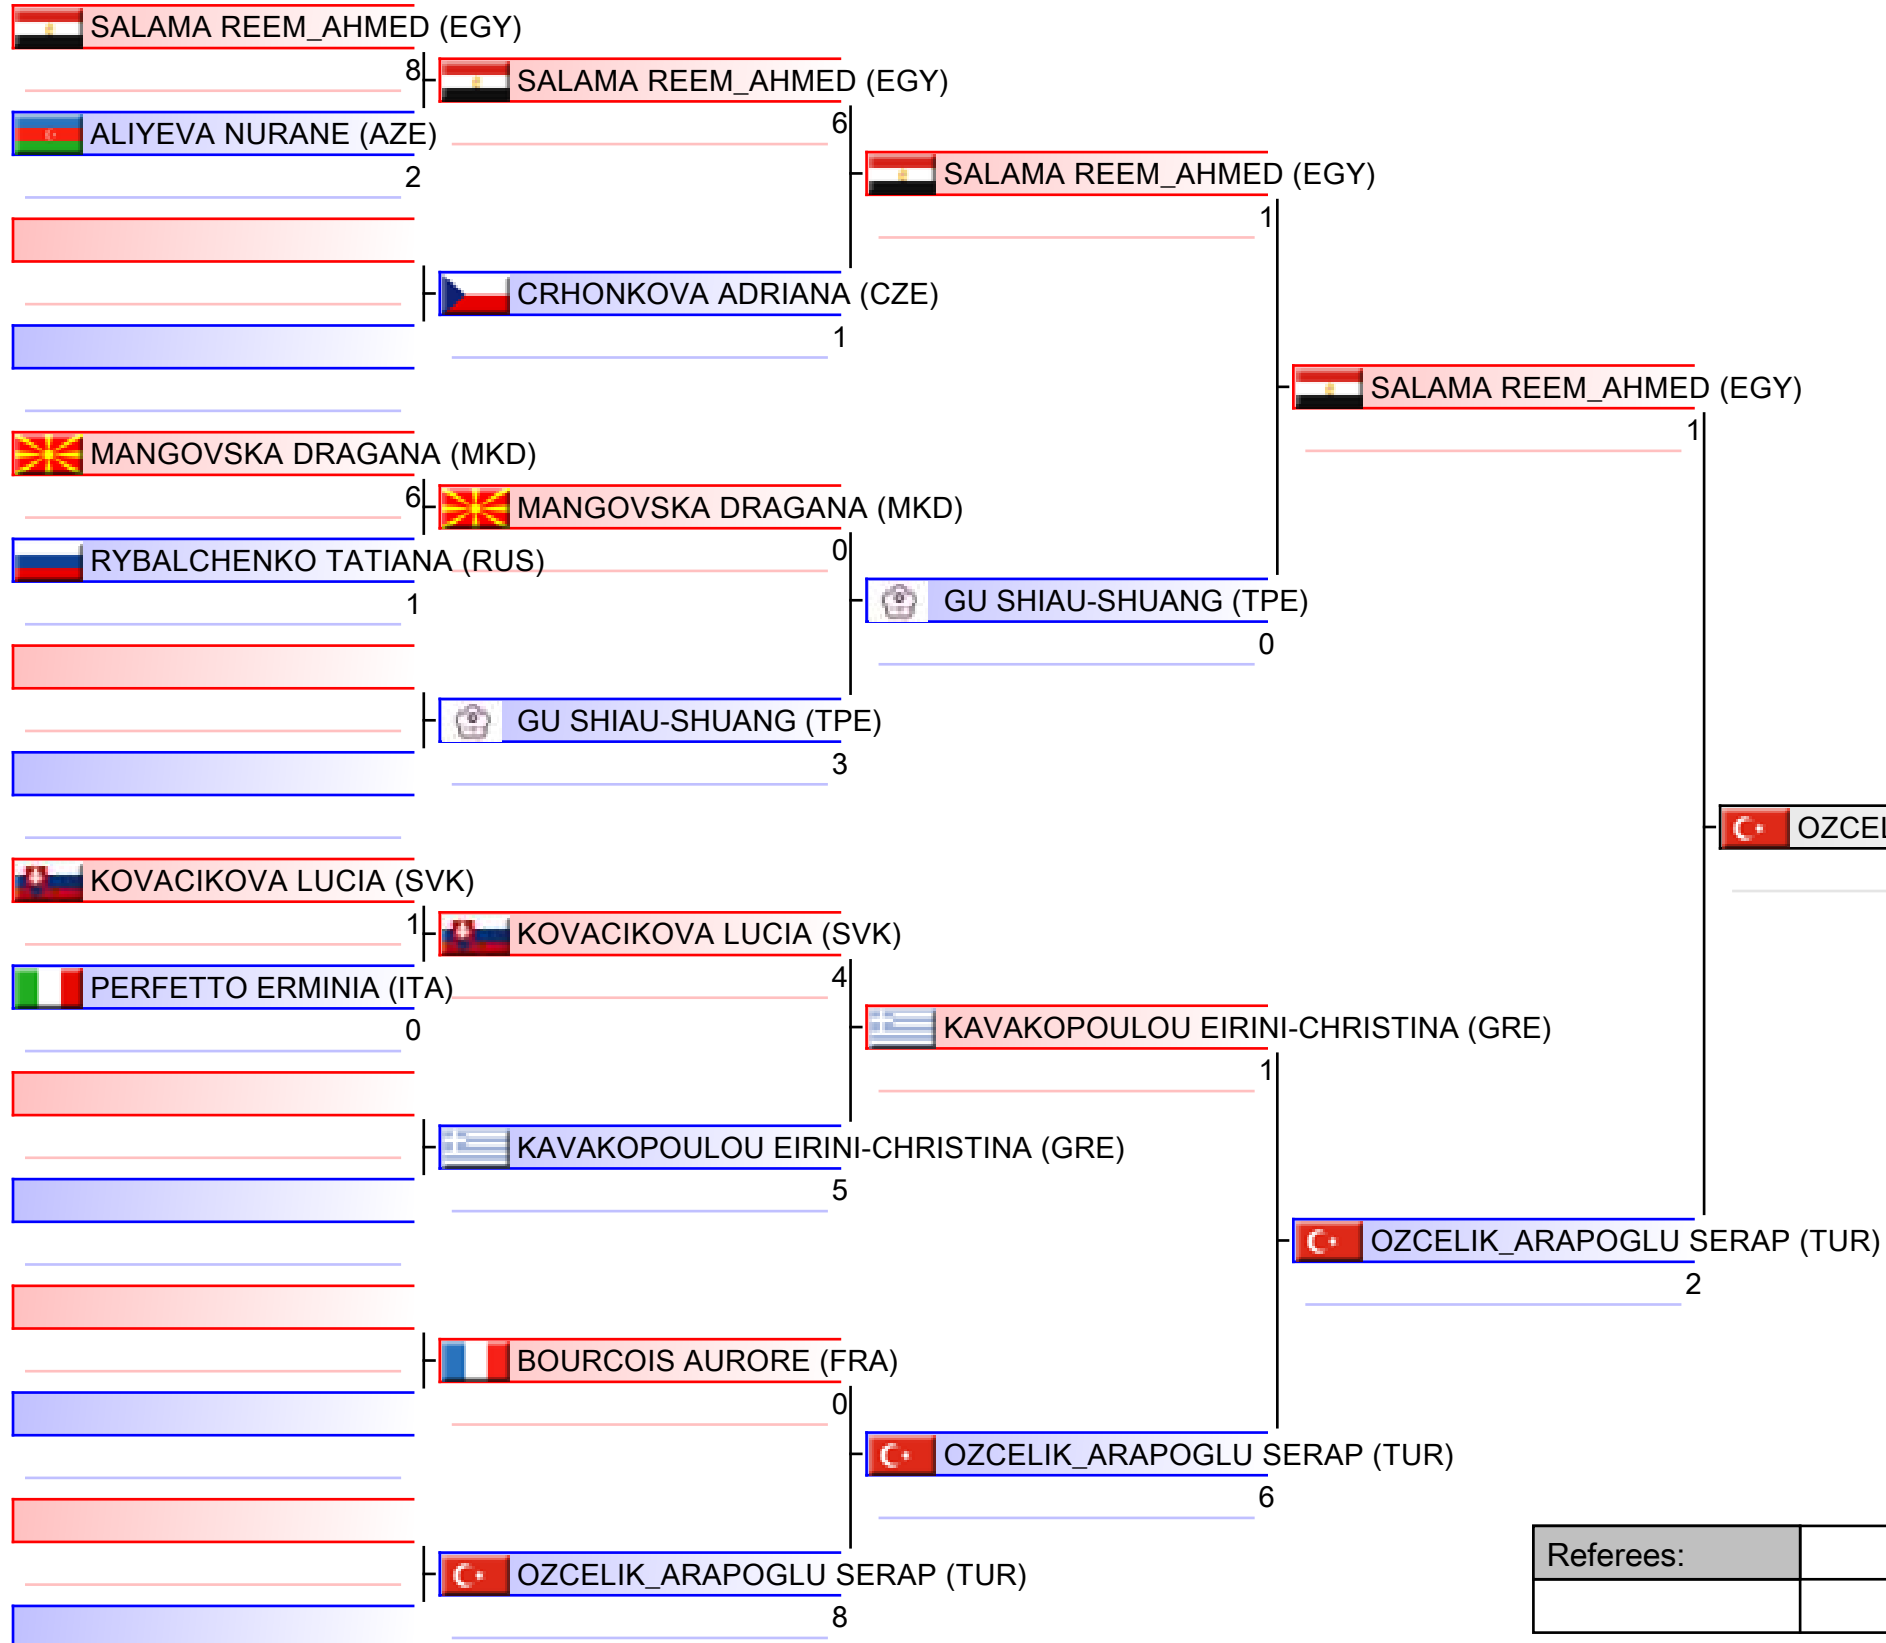 SALAMA REEM_AHMED (EGY)
8
ALIYEVA NURANE (AZE)
2
MANGOVSKA DRAGANA (MKD)
6
RYBALCHENKO TATIANA (RUS)
1
KOVACIKOVA LUCIA (SVK)
1
PERFETTO ERMINIA (ITA)
0
SALAMA REEM_AHMED (EGY)
6
CRHONKOVA ADRIANA (CZE)
1
MANGOVSKA DRAGANA (MKD)
0
GU SHIAU-SHUANG (TPE)
3
KOVACIKOVA LUCIA (SVK)
4
KAVAKOPOULOU EIRINI-CHRISTINA (GRE)
5
BOURCOIS AURORE (FRA)
0
OZCELIK_ARAPOGLU SERAP (TUR)
8
SALAMA REEM_AHMED (EGY)
1
GU SHIAU-SHUANG (TPE)
0
KAVAKOPOULOU EIRINI-CHRISTINA (GRE)
1
OZCELIK_ARAPOGLU SERAP (TUR)
6
SALAMA REEM_AHMED (EGY)
1
OZCELIK_ARAPOGLU SERAP (TUR)
2
OZCEL
Referees: